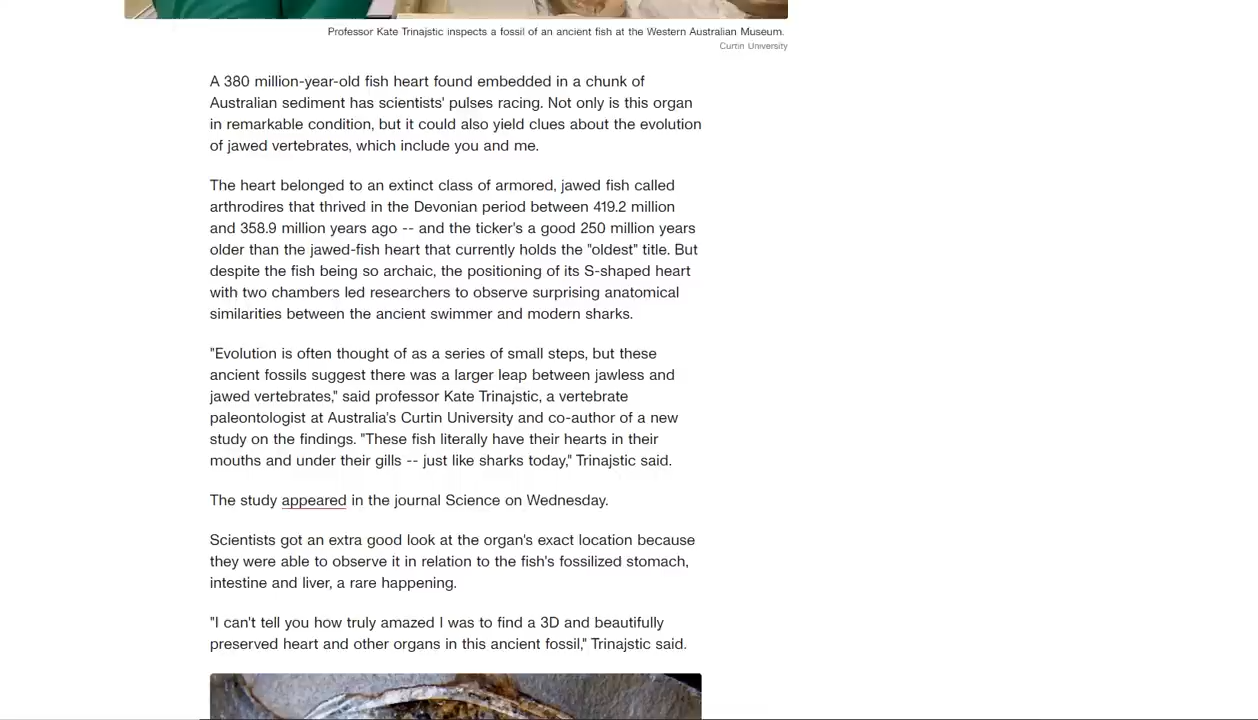 Professor Kate Trinajstic inspects a fossil of an ancient fish at the Western Australian Museum.
Curtin University
A 380 million-year-old fish heart found embedded in a chunk of
Australian sediment has scientists' pulses racing. Not only is this organ
in remarkable condition, but it could also yield clues about the evolution
of jawed vertebrates, which include you and me.
The heart belonged to an extinct class of armored, jawed fish called
arthrodires that thrived in the Devonian period between 419.2 million
and 358.9 million years ago -- and the ticker's a good 250 million years
older than the jawed-fish heart that currently holds the "oldest" title. But
despite the fish being so archaic, the positioning of its S-shaped heart
with two chambers led researchers to observe surprising anatomical
similarities between the ancient swimmer and modern sharks.
"Evolution is often thought of as a series of small steps, but these
ancient fossils suggest there was a larger leap between jawless and
jawed vertebrates," said professor Kate Trinajstic, a vertebrate
paleontologist at Australia's Curtin University and co-author of a new
study on the findings. "These fish literally have their hearts in their
mouths and under their gills -- just like sharks today," Trinajstic said.
The study appeared in the journal Science on Wednesday.
Scientists got an extra good look at the organ's exact location because
they were able to observe it in relation to the fish's fossilized stomach,
intestine and liver, a rare happening.
"I can't tell you how truly amazed I was to find a 3D and beautifully
preserved heart and other organs in this ancient fossil," Trinajstic said.